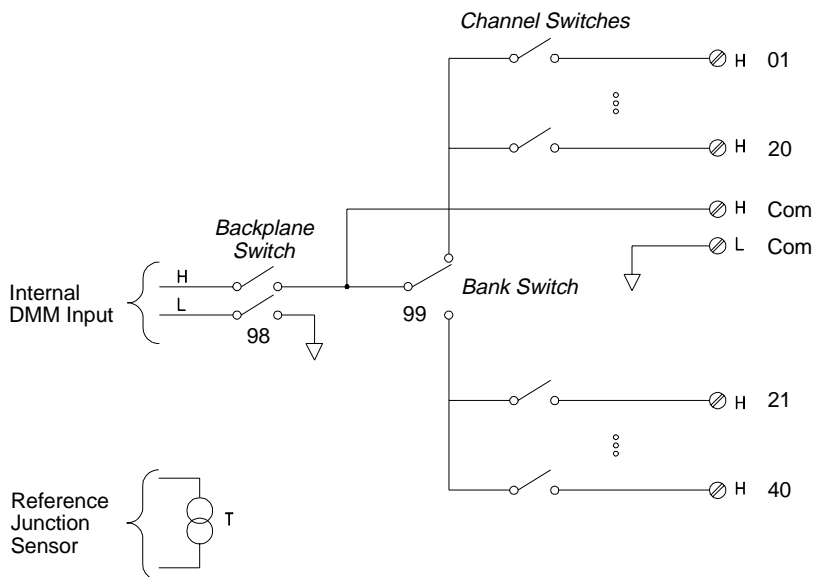 Channel Switches
H 01
H 20
H Com
L Com
Backplane
Switch
H
L
Internal
DMM Input
98
99
Bank Switch
H 21
H 40
Reference
Junction
Sensor
T